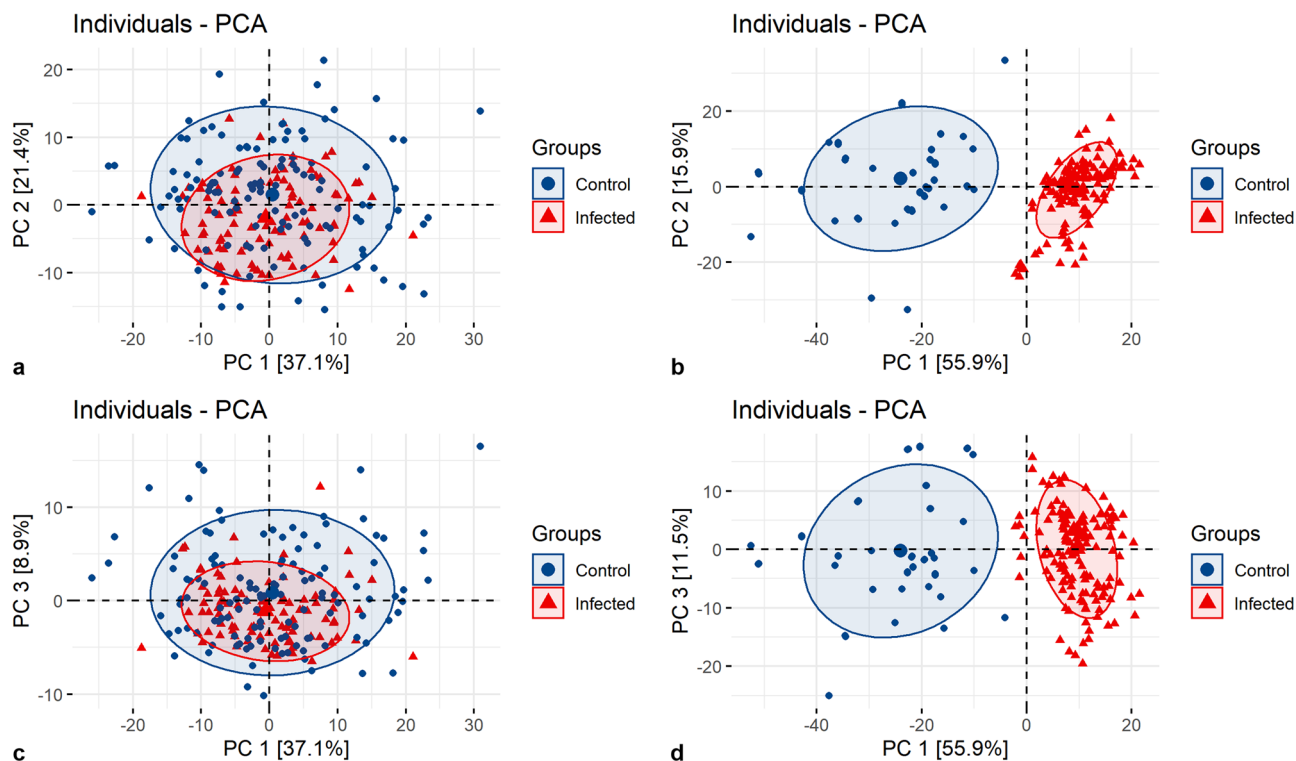 Individuals - PCA
20
10
0
-10
PC 2 [21.4%]
-20
-10
0
10
20
30
PC 1 [37.1%]
Groups
Control
Infected
a
Individuals - PCA
20
0
-20
PC 2 [15.9%]
-40
-20
0
20
PC 1 [55.9%]
Groups
Control
Infected
b
Individuals - PCA
10
0
-10
PC 3 [8.9%]
-20
-10
0
10
20
30
PC 1 [37.1%]
Groups
Control
Infected
c
Individuals - PCA
10
0
-10
-20
PC 3 [11.5%]
-40
-20
0
20
PC 1 [55.9%]
Groups
Control
Infected
d